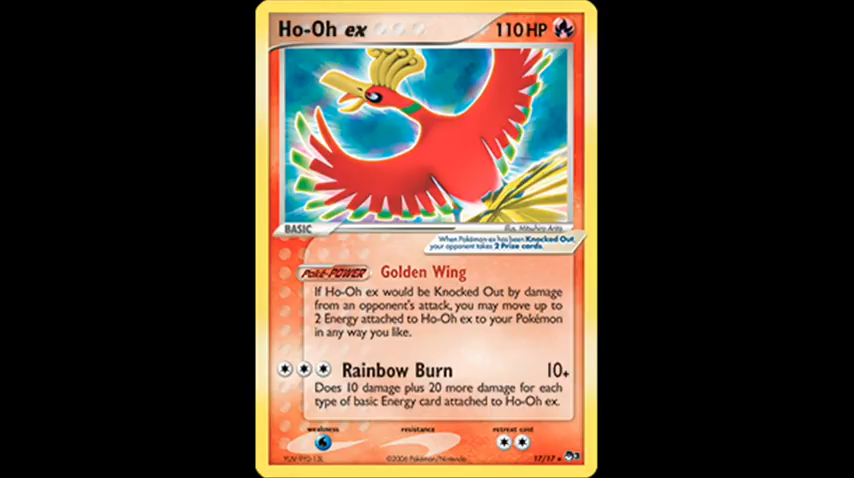 Ho-Oh ex 110 HP
BASIC
Illus. Mitsuhiro Arita
When Pokémon-ex has been Knocked Out,
your opponent takes 2 Prize cards.
Poké-POWER Golden Wing
If Ho-Oh ex would be Knocked Out by damage
from an opponent's attack, you may move up to
2 Energy attached to Ho-Oh ex to your Pokémon
in any way you like.
Rainbow Burn 10+
Does 10 damage plus 20 more damage for each
type of basic Energy card attached to Ho-Oh ex.
weakness resistance retreat cost
©2006 Pokémon/Nintendo 17/17